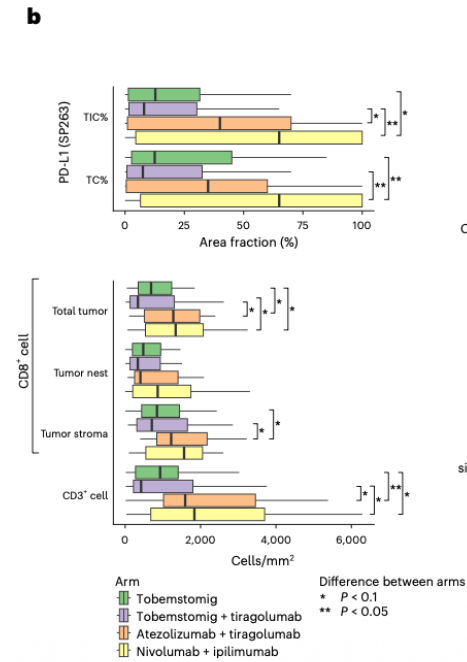 b
PD-L1 (SP263)
TIC%
* ** *
TC%
** **
0 25 50 75 100
Area fraction (%)
C
CD8+ cell
Total tumor
* * * *
Tumor nest
Tumor stroma
* *
si
CD3+ cell
* * ** *
0 2,000 4,000 6,000
Cells/mm²
Arm
Tobemstomig
Tobemstomig + tiragolumab
Atezolizumab + tiragolumab
Nivolumab + ipilimumab
Difference between arms
* P < 0.1
** P < 0.05